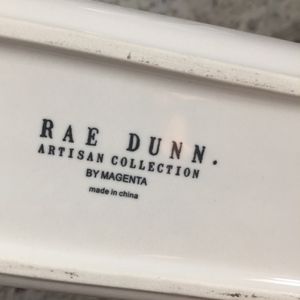 RAE DUNN.
ARTISAN COLLECTION
BY MAGENTA
made in china